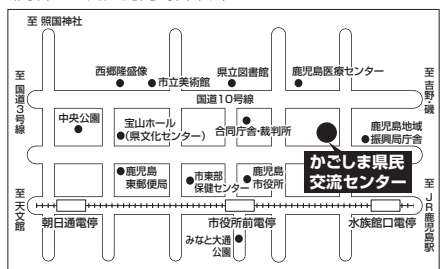 至 照国神社
西郷隆盛像
市立美術館
県立図書館
鹿児島医療センター
至 国道3号線
国道10号線
至 吉野・磯
中央公園
宝山ホール
(県文化センター)
合同庁舎・裁判所
鹿児島地域
振興局庁舎
かごしま県民
交流センター
鹿児島
東郵便局
市東部
保健センター
鹿児島
市役所
至 天文館
至 JR鹿児島駅
朝日通電停
市役所前電停
水族館口電停
みなと大通
公園